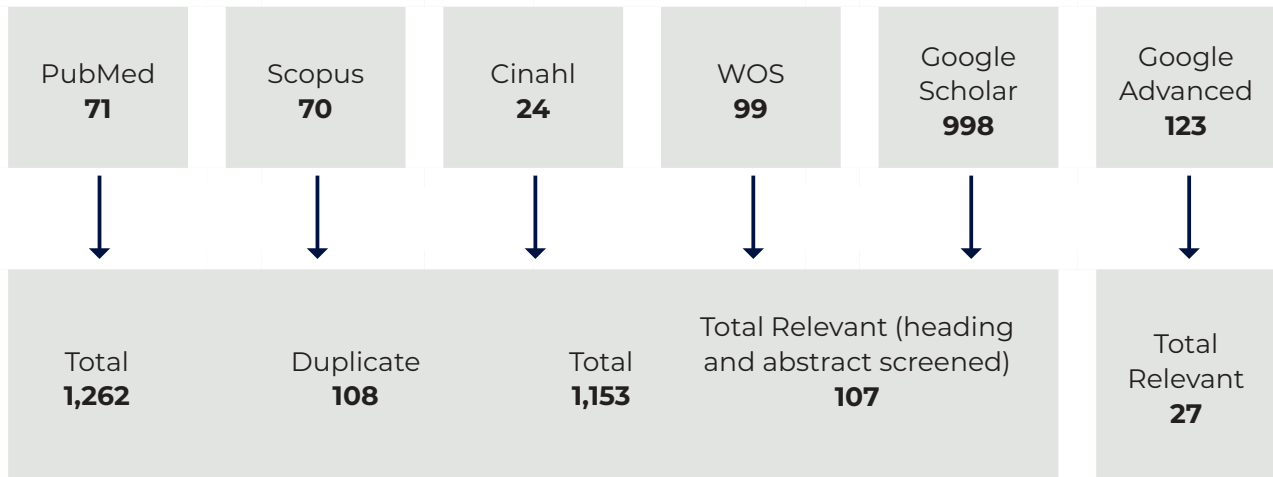 PubMed
71
Scopus
70
Cinahl
24
WOS
99
Google
Scholar
998
Google
Advanced
123
Total
1,262
Duplicate
108
Total
1,153
Total Relevant (heading
and abstract screened)
107
Total
Relevant
27